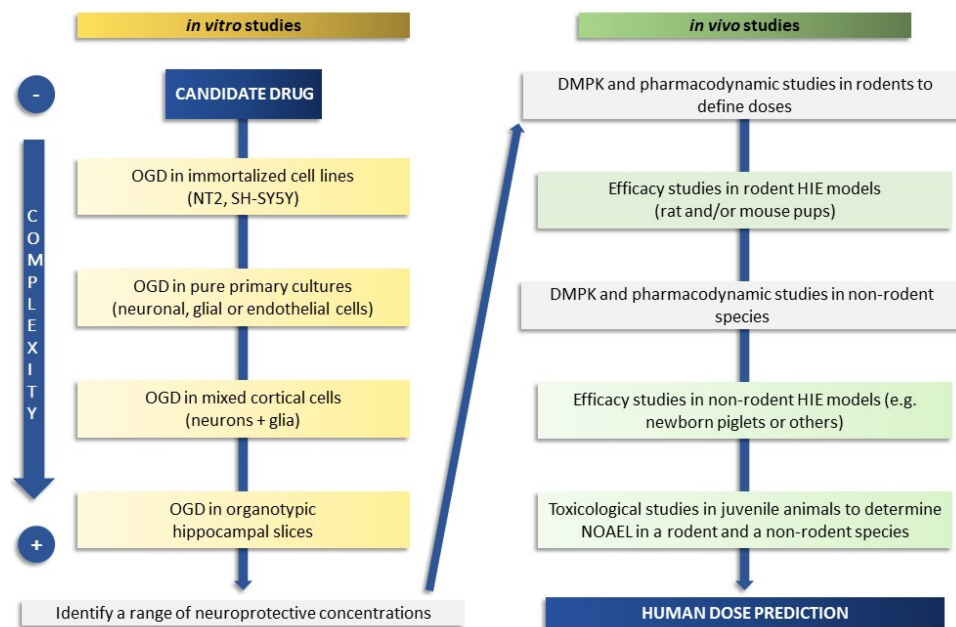 in vitro studies
-
CANDIDATE DRUG
OGD in immortalized cell lines
(NT2, SH-SY5Y)
OGD in pure primary cultures
(neuronal, glial or endothelial cells)
OGD in mixed cortical cells
(neurons + glia)
OGD in organotypic
hippocampal slices
Identify a range of neuroprotective concentrations
COMPLEXITY
+
in vivo studies
DMPK and pharmacodynamic studies in rodents to
define doses
Efficacy studies in rodent HIE models
(rat and/or mouse pups)
DMPK and pharmacodynamic studies in non-rodent
species
Efficacy studies in non-rodent HIE models (e.g.
newborn piglets or others)
Toxicological studies in juvenile animals to determine
NOAEL in a rodent and a non-rodent species
HUMAN DOSE PREDICTION